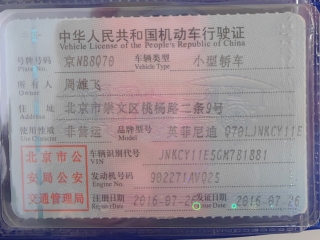 中华人民共和国机动车行驶证
Vehicle License of the People's Republic of China
号牌号码 京N88Q70 车辆类型 小型轿车
Plate No. Vehicle Type
所有人 周雄飞
Owner
住址 北京市崇文区桃杨路二条9号
Address
使用性质 非营运 品牌型号 英菲尼迪 Q70LJNKCY11E
Use Character Model
北京市公安局公安交通管理局
车辆识别代号 JNKCY11E5GM781881
VIN
发动机号码 902271AVQ25
Engine No.
注册日期 2016-07-26 发证日期 2016-07-26
Register Date Issue Date